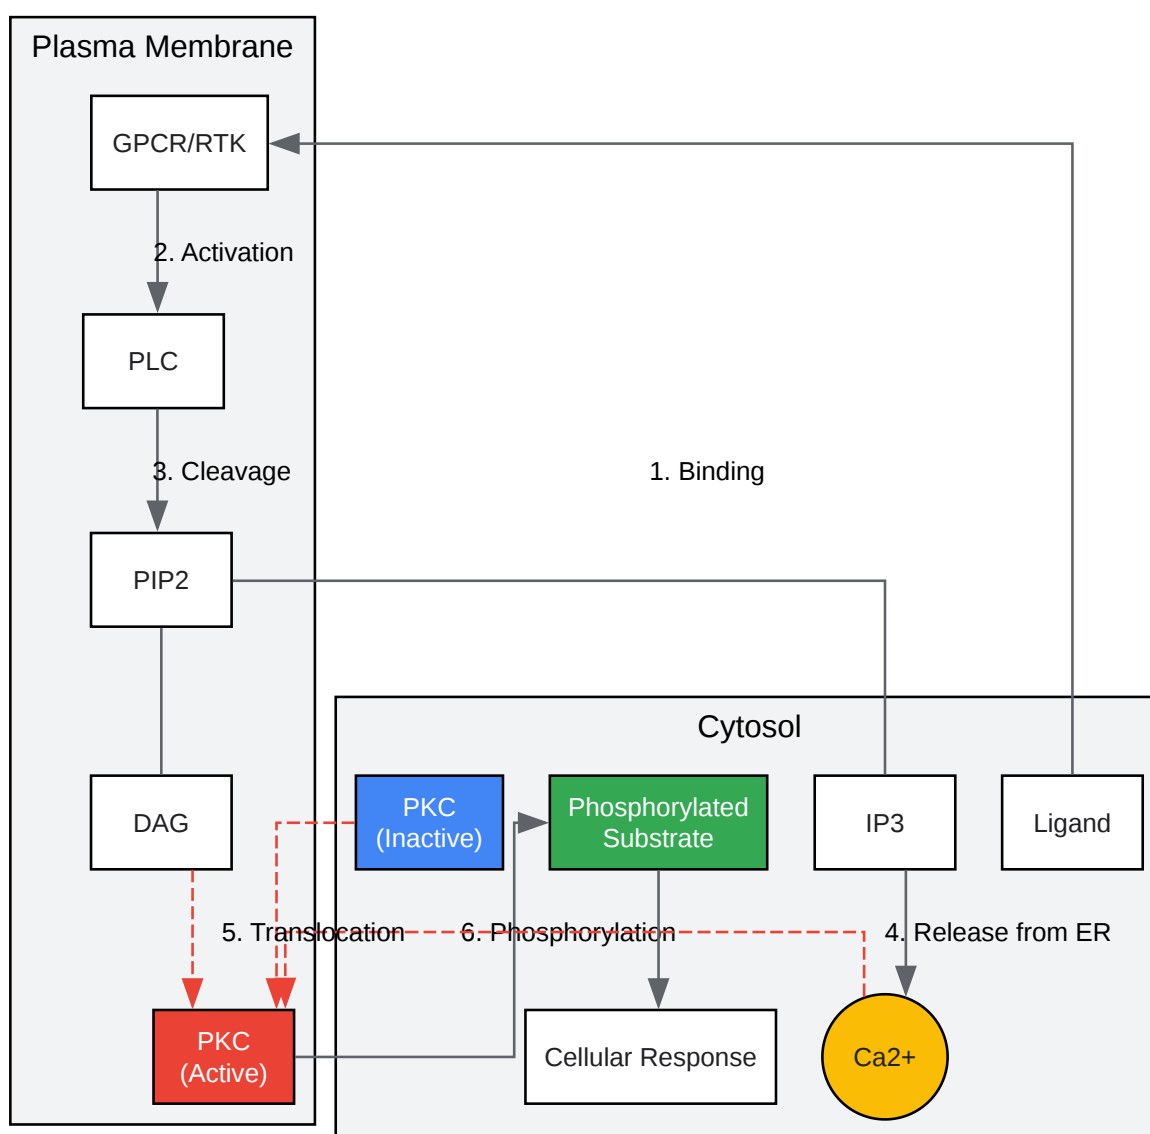 Plasma Membrane
GPCR/RTK
2. Activation
PLC
3. Cleavage
1. Binding
PIP2
Cytosol
DAG
PKC
(Inactive)
Phosphorylated
Substrate
IP3
Ligand
5. Translocation
6. Phosphorylation
4. Release from ER
PKC
(Active)
Cellular Response
Ca2+